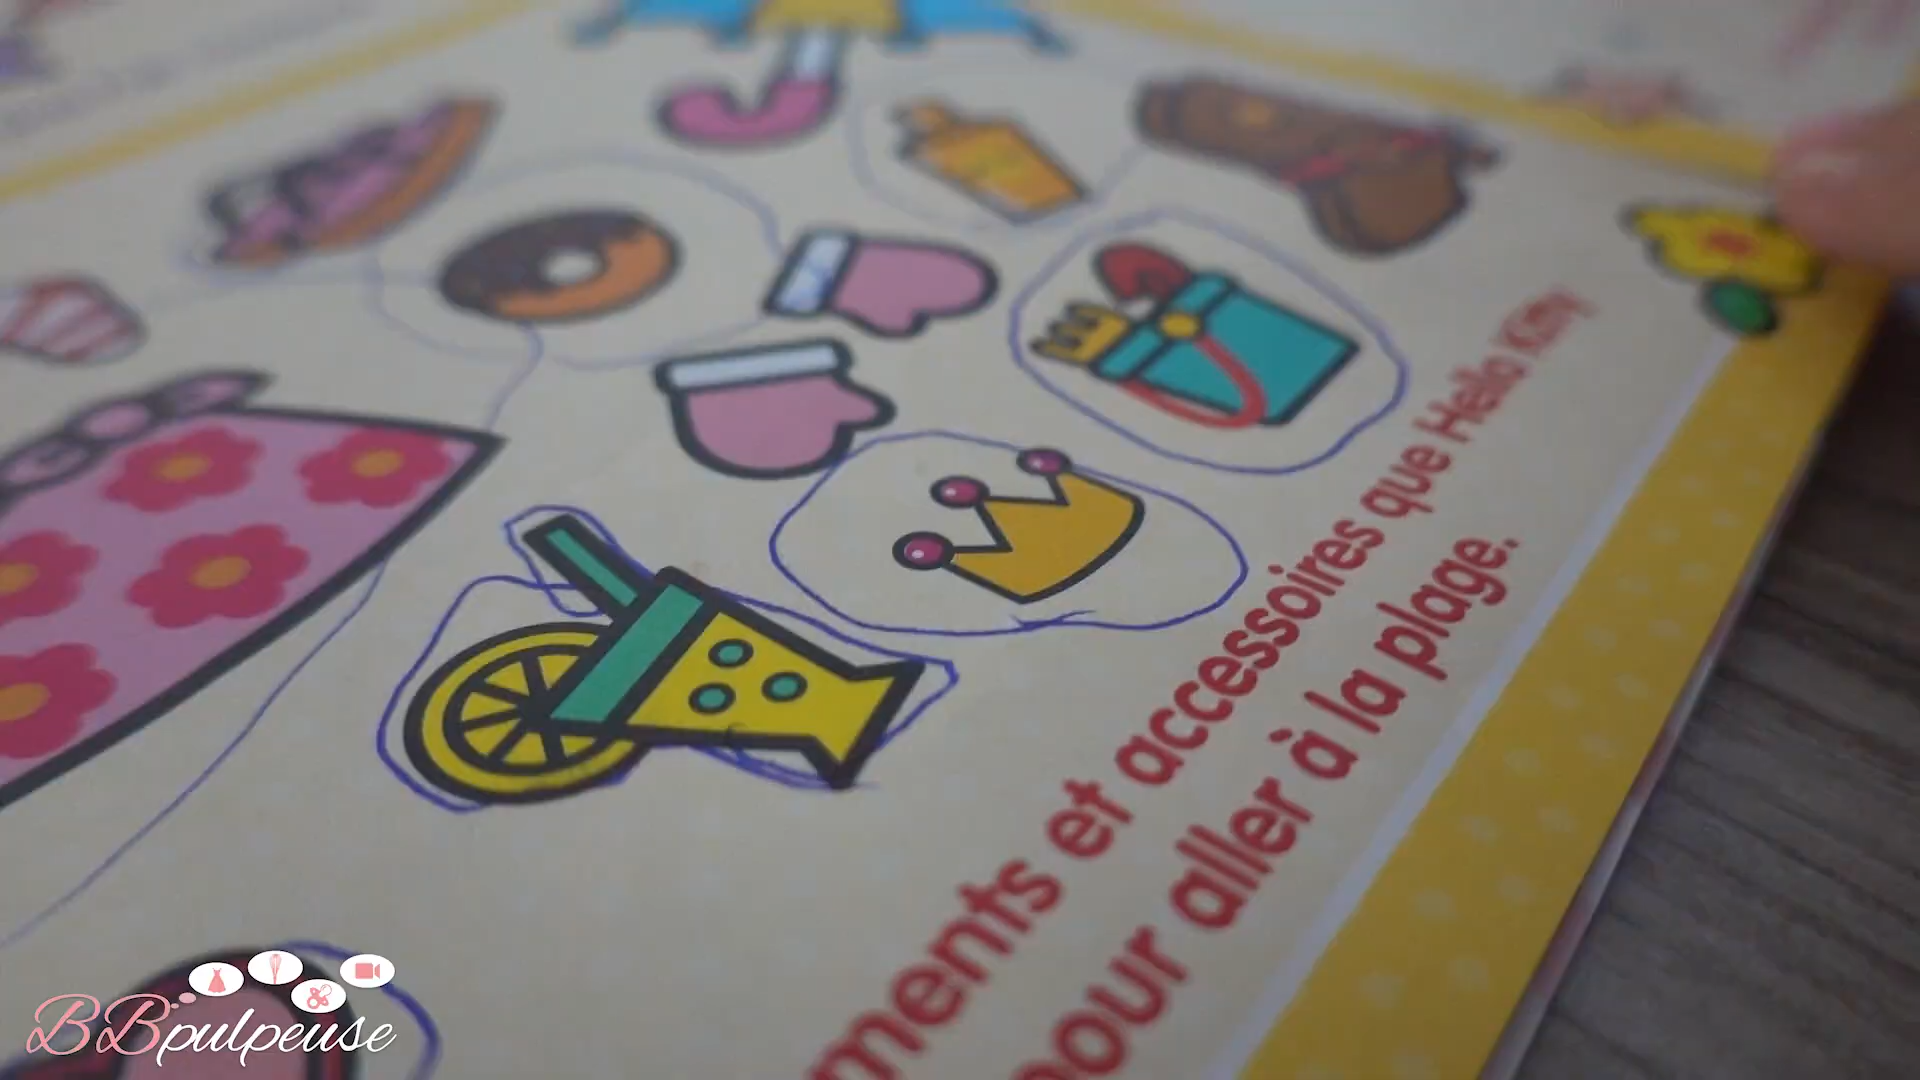 ments et accessoires que Hello Kitty
pour aller à la plage.
BBpulpeuse